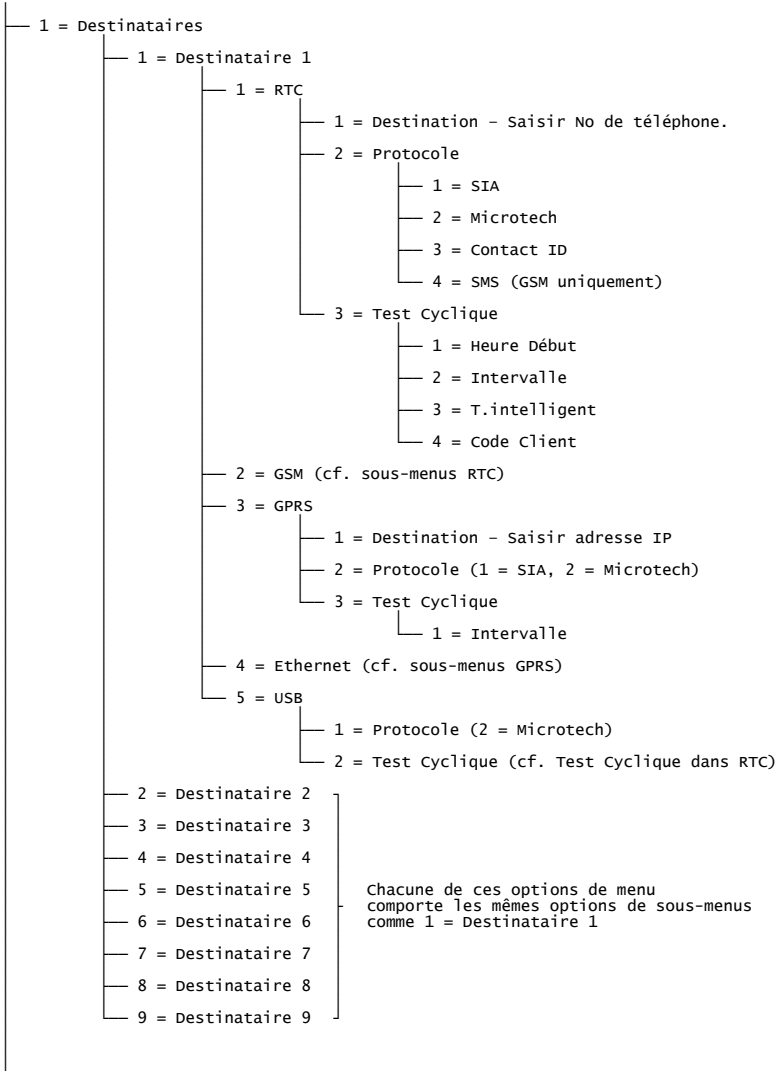 1 = Destinataires
1 = Destinataire 1
1 = RTC
1 = Destination – Saisir No de téléphone.
2 = Protocole
1 = SIA
2 = Microtech
3 = Contact ID
4 = SMS (GSM uniquement)
3 = Test Cyclique
1 = Heure Début
2 = Intervalle
3 = T.intelligent
4 = Code Client
2 = GSM (cf. sous-menus RTC)
3 = GPRS
1 = Destination – Saisir adresse IP
2 = Protocole (1 = SIA, 2 = Microtech)
3 = Test Cyclique
1 = Intervalle
4 = Ethernet (cf. sous-menus GPRS)
5 = USB
1 = Protocole (2 = Microtech)
2 = Test Cyclique (cf. Test Cyclique dans RTC)
2 = Destinataire 2
3 = Destinataire 3
4 = Destinataire 4
5 = Destinataire 5
6 = Destinataire 6
7 = Destinataire 7
8 = Destinataire 8
9 = Destinataire 9
Chacune de ces options de menu
comporte les mêmes options de sous-menus
comme 1 = Destinataire 1